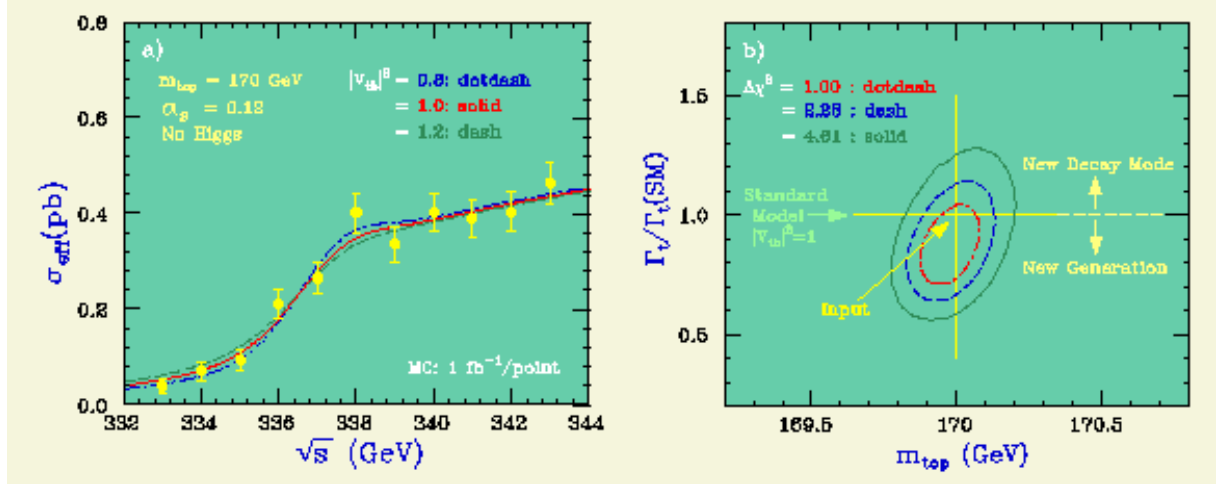 a)
m_top = 170 GeV
α_s = 0.12
No Higgs
|V_tb|² = 0.8: dotdash
= 1.0: solid
= 1.2: dash
MC: 1 fb⁻¹/point
σ_eff (pb)
0.8
0.6
0.4
0.2
0.0
332 334 336 338 340 342 344
√s (GeV)
b)
Δχ² = 1.00 : dotdash
= 2.28 : dash
= 4.61 : solid
New Decay Mode
Standard
Model
|V_tb|²=1
New Generation
Input
Γ_t/Γ_t(SM)
1.5
1.0
0.5
169.5 170 170.5
m_top (GeV)